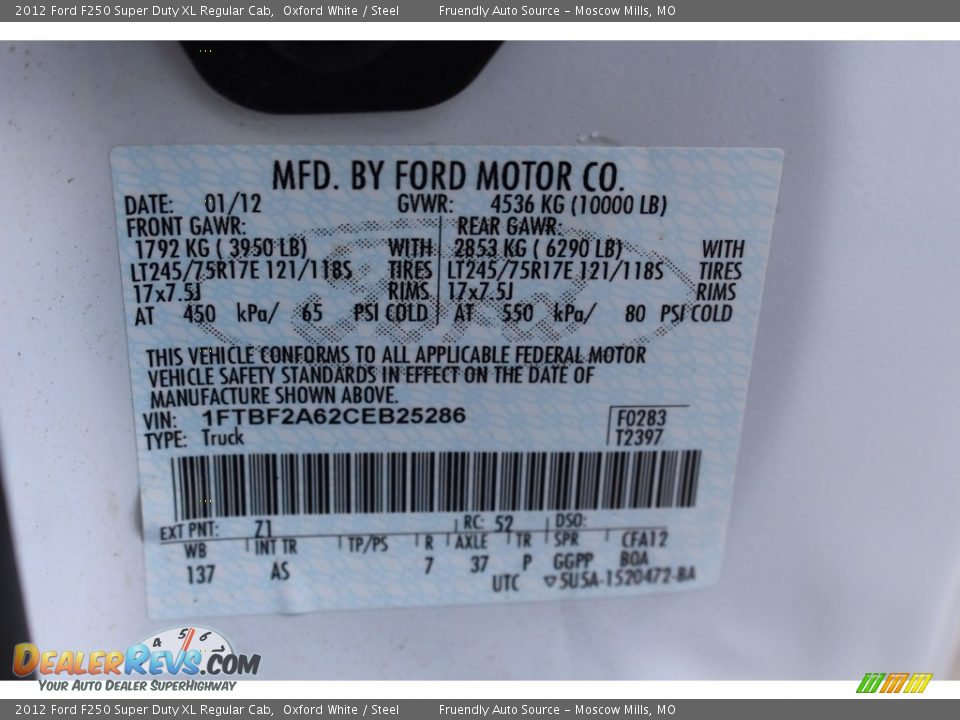 2012 Ford F250 Super Duty XL Regular Cab,  Oxford White / Steel          Fruendly Auto Source - Moscow Mills, MO
MFD. BY FORD MOTOR CO.
DATE: 01/12 GVWR: 4536 KG (10000 LB)
FRONT GAWR: REAR GAWR:
1792 KG ( 3950 LB) WITH 2853 KG ( 6290 LB) WITH
LT245/75R17E 121/118S TIRES LT245/75R17E 121/118S TIRES
17x7.5J RIMS 17x7.5J RIMS
AT 450 kPa/ 65 PSI COLD AT 550 kPa/ 80 PSI COLD
THIS VEHICLE CONFORMS TO ALL APPLICABLE FEDERAL MOTOR
VEHICLE SAFETY STANDARDS IN EFFECT ON THE DATE OF
MANUFACTURE SHOWN ABOVE.
VIN: 1FTBF2A62CEB25286 F0283
TYPE: Truck T2397
EXT PNT: Z1 RC: 52 DSO:
WB INT TR TP/PS R AXLE TR SPR CFA12
137 AS 7 37 P GGPP BOA
UTC ▽5U5A-1520472-BA
4 5 6
DEALERREVS.COM
YOUR AUTO DEALER SUPERHIGHWAY
2012 Ford F250 Super Duty XL Regular Cab,  Oxford White / Steel          Fruendly Auto Source - Moscow Mills, MO